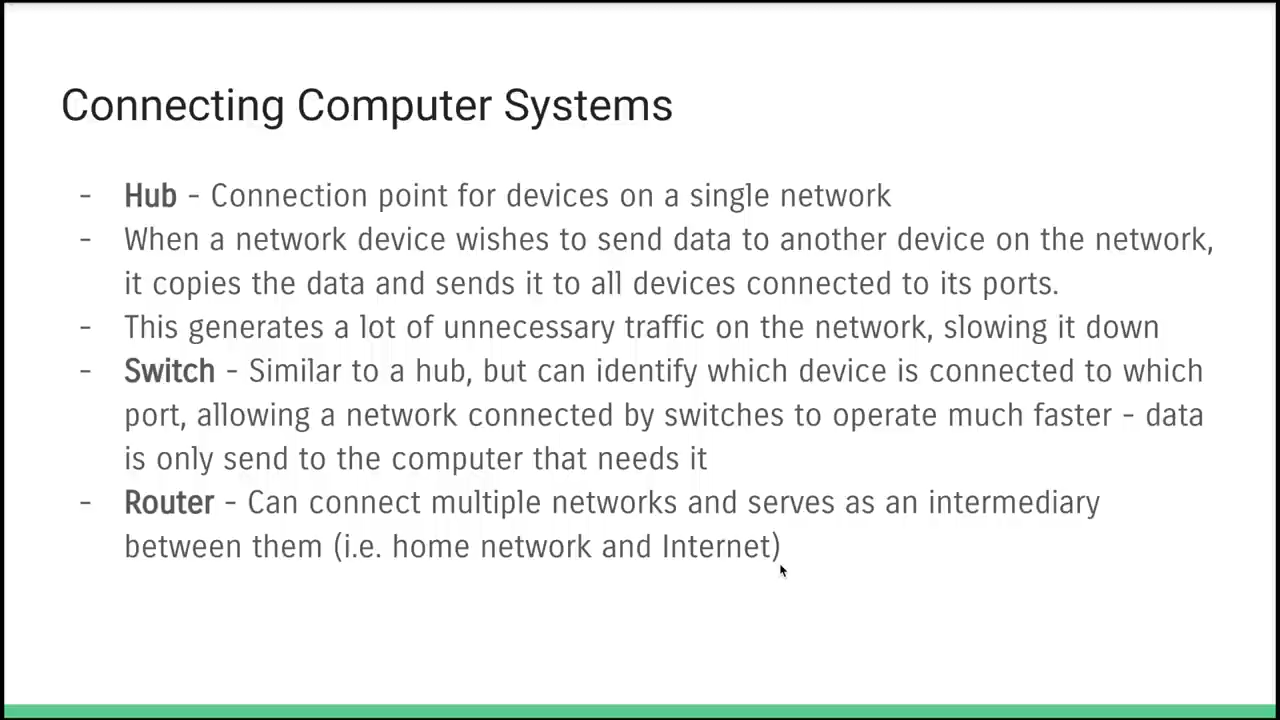 Connecting Computer Systems
- Hub - Connection point for devices on a single network
- When a network device wishes to send data to another device on the network,
it copies the data and sends it to all devices connected to its ports.
- This generates a lot of unnecessary traffic on the network, slowing it down
- Switch - Similar to a hub, but can identify which device is connected to which
port, allowing a network connected by switches to operate much faster - data
is only send to the computer that needs it
- Router - Can connect multiple networks and serves as an intermediary
between them (i.e. home network and Internet)